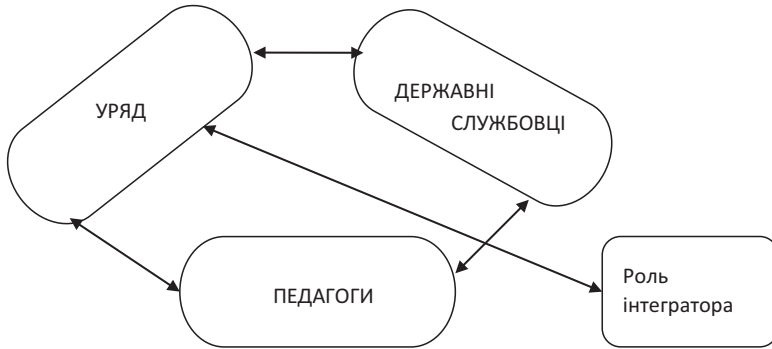 УРЯД
ДЕРЖАВНІ
СЛУЖБОВЦІ
ПЕДАГОГИ
Роль
інтегратора